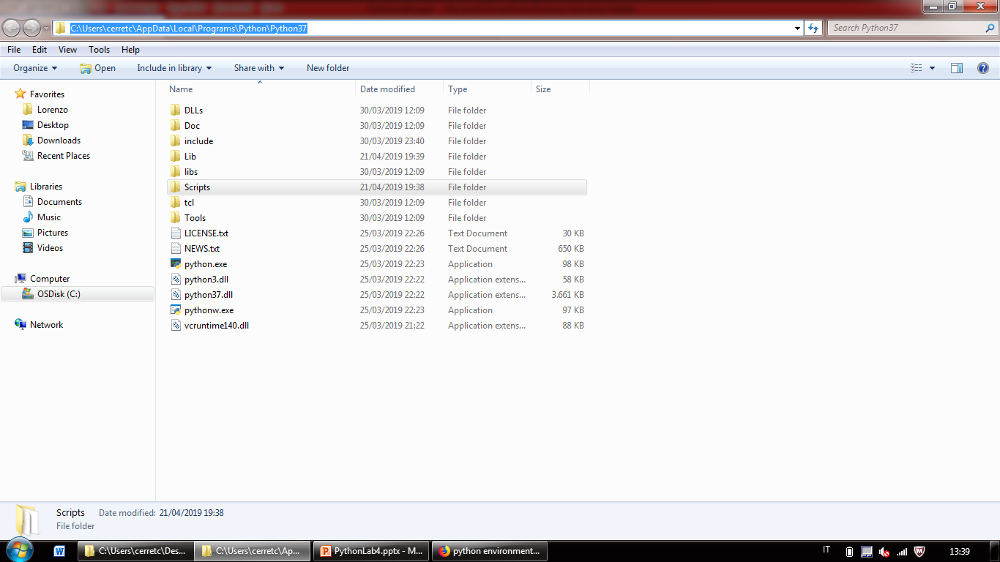 C:\Users\cerretc\AppData\Local\Programs\Python\Python37
Search Python37
File Edit View Tools Help
Organize Open Include in library Share with New folder
Name Date modified Type Size
Favorites
Lorenzo
Desktop
Downloads
Recent Places
Libraries
Documents
Music
Pictures
Videos
Computer
OSDisk (C:)
Network
DLLs 30/03/2019 12:09 File folder
Doc 30/03/2019 12:09 File folder
include 30/03/2019 23:40 File folder
Lib 21/04/2019 19:39 File folder
libs 30/03/2019 12:09 File folder
Scripts 21/04/2019 19:38 File folder
tcl 30/03/2019 12:09 File folder
Tools 30/03/2019 12:09 File folder
LICENSE.txt 25/03/2019 22:26 Text Document 30 KB
NEWS.txt 25/03/2019 22:26 Text Document 650 KB
python.exe 25/03/2019 22:23 Application 98 KB
python3.dll 25/03/2019 22:22 Application extens... 58 KB
python37.dll 25/03/2019 22:22 Application extens... 3.661 KB
pythonw.exe 25/03/2019 22:23 Application 97 KB
vcruntime140.dll 25/03/2019 21:22 Application extens... 88 KB
Scripts Date modified: 21/04/2019 19:38
File folder
C:\Users\cerretc\Des... C:\Users\cerretc\Ap... PythonLab4.pptx - M... python environment... IT 13:39